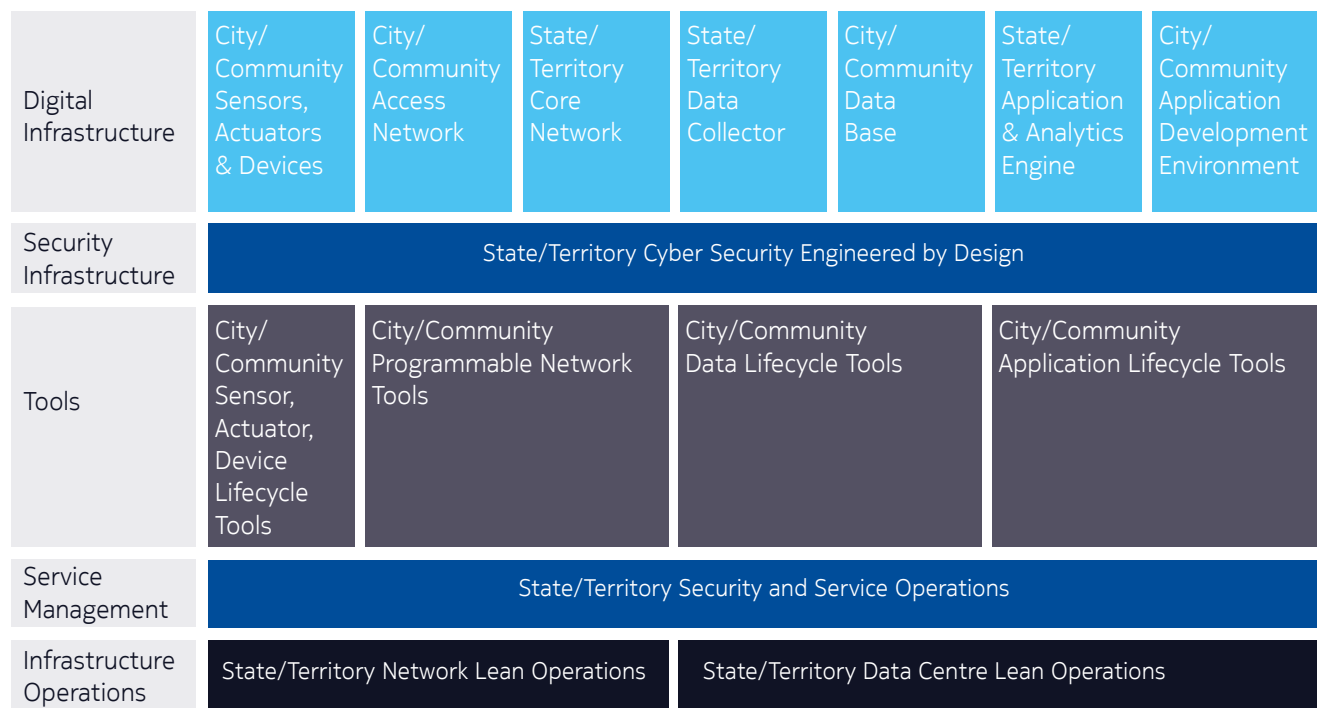 Digital
Infrastructure
City/
Community
Sensors,
Actuators
& Devices
City/
Community
Access
Network
State/
Territory
Core
Network
State/
Territory
Data
Collector
City/
Community
Data
Base
State/
Territory
Application
& Analytics
Engine
City/
Community
Application
Development
Environment
Security
Infrastructure
State/Territory Cyber Security Engineered by Design
Tools
City/
Community
Sensor,
Actuator,
Device
Lifecycle
Tools
City/Community
Programmable Network
Tools
City/Community
Data Lifecycle Tools
City/Community
Application Lifecycle Tools
Service
Management
State/Territory Security and Service Operations
Infrastructure
Operations
State/Territory Network Lean Operations
State/Territory Data Centre Lean Operations